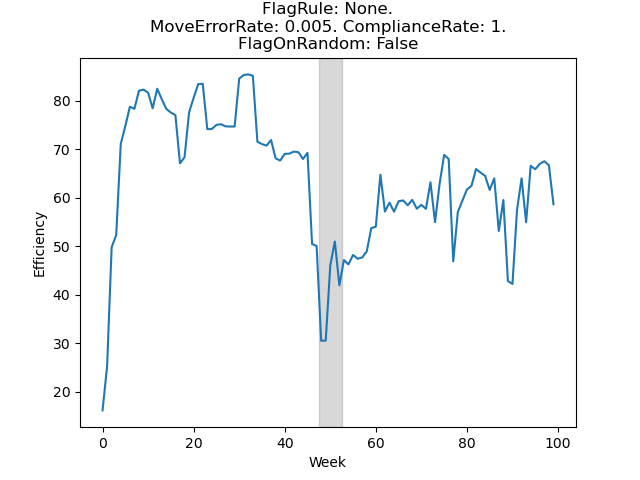 FlagRule: None.
MoveErrorRate: 0.005. ComplianceRate: 1.
FlagOnRandom: False
80
70
60
50
40
30
20
Efficiency
0 20 40 60 80 100
Week